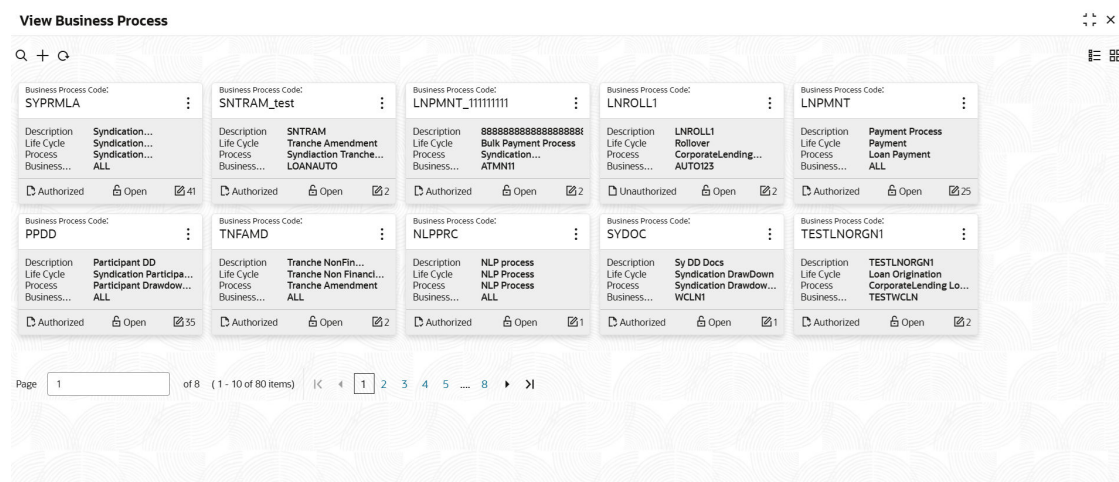 View Business Process
Business Process Code:
SYPRMLA
Description Syndication...
Life Cycle Syndication...
Process Syndication...
Business... ALL
Authorized Open 41
Business Process Code:
SNTRAM_test
Description SNTRAM
Life Cycle Tranche Amendment
Process Syndiaction Tranche...
Business... LOANAUTO
Authorized Open 2
Business Process Code:
LNPMNT_111111111
Description
Life Cycle Bulk Payment Process
Process Syndication...
Business... ATMN11
Authorized Open 2
Business Process Code:
LNROLL1
Description LNROLL1
Life Cycle Rollover
Process CorporateLending...
Business... AUTO123
Unauthorized Open 2
Business Process Code:
LNPMNT
Description Payment Process
Life Cycle Payment
Process Loan Payment
Business... ALL
Authorized Open 25
Business Process Code:
PPDD
Description Participant DD
Life Cycle Syndication Participa...
Process Participant Drawdow...
Business... ALL
Authorized Open 35
Business Process Code:
TNFAMD
Description Tranche NonFin...
Life Cycle Tranche Non Financi...
Process Tranche Amendment
Business... ALL
Authorized Open 2
Business Process Code:
NLPPRC
Description NLP process
Life Cycle NLP Process
Process NLP Process
Business... ALL
Authorized Open 1
Business Process Code:
SYDOC
Description Sy DD Docs
Life Cycle Syndication DrawDown
Process Syndication Drawdow...
Business... WCLN1
Authorized Open 1
Business Process Code:
TESTLNORGN1
Description TESTLNORGN1
Life Cycle Loan Origination
Process CorporateLending Lo...
Business... TESTWCLN
Authorized Open 2
Page 1 of 8 (1 - 10 of 80 items) 1 2 3 4 5 .... 8